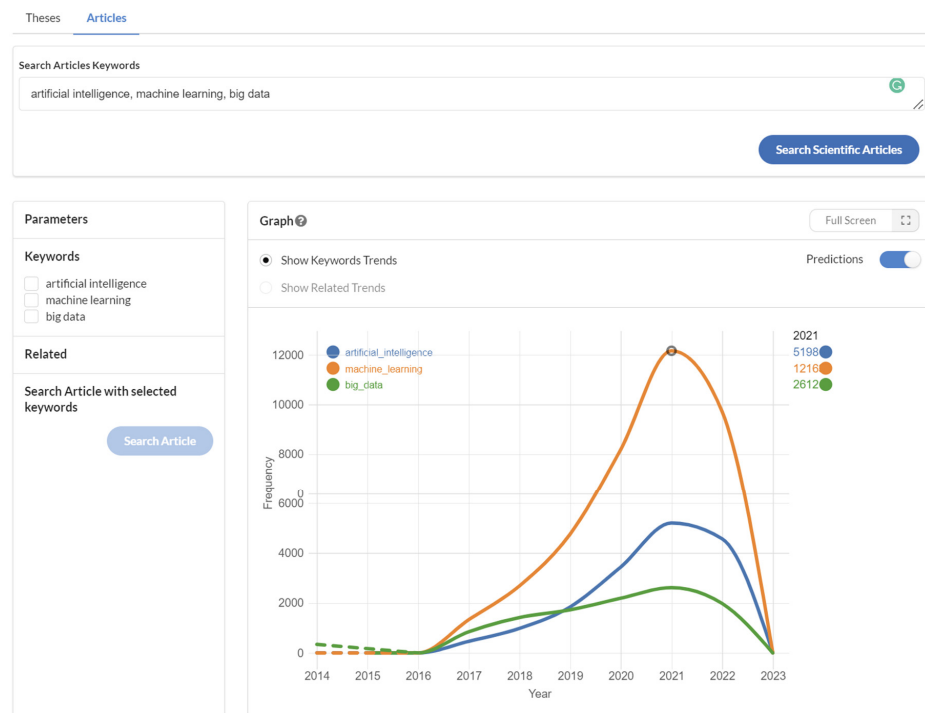 Theses Articles
Search Articles Keywords
artificial intelligence, machine learning, big data
Search Scientific Articles
Parameters
Keywords
artificial intelligence
machine learning
big data
Related
Search Article with selected
keywords
Search Article
Graph
Full Screen
Show Keywords Trends
Predictions
Show Related Trends
artificial_intelligence
machine_learning
big_data
2021
5198
1216
2612
Frequency
12000
10000
8000
0
6000
4000
2000
0
2014 2015 2016 2017 2018 2019 2020 2021 2022 2023
Year